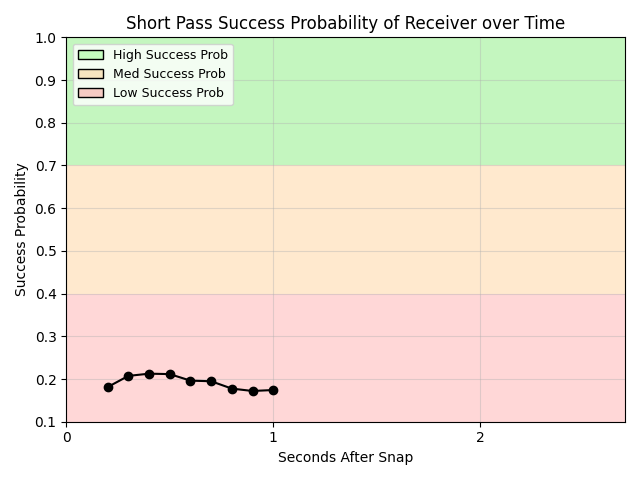 Short Pass Success Probability of Receiver over Time
High Success Prob
Med Success Prob
Low Success Prob
Success Probability
1.0
0.9
0.8
0.7
0.6
0.5
0.4
0.3
0.2
0.1
0
1
2
Seconds After Snap